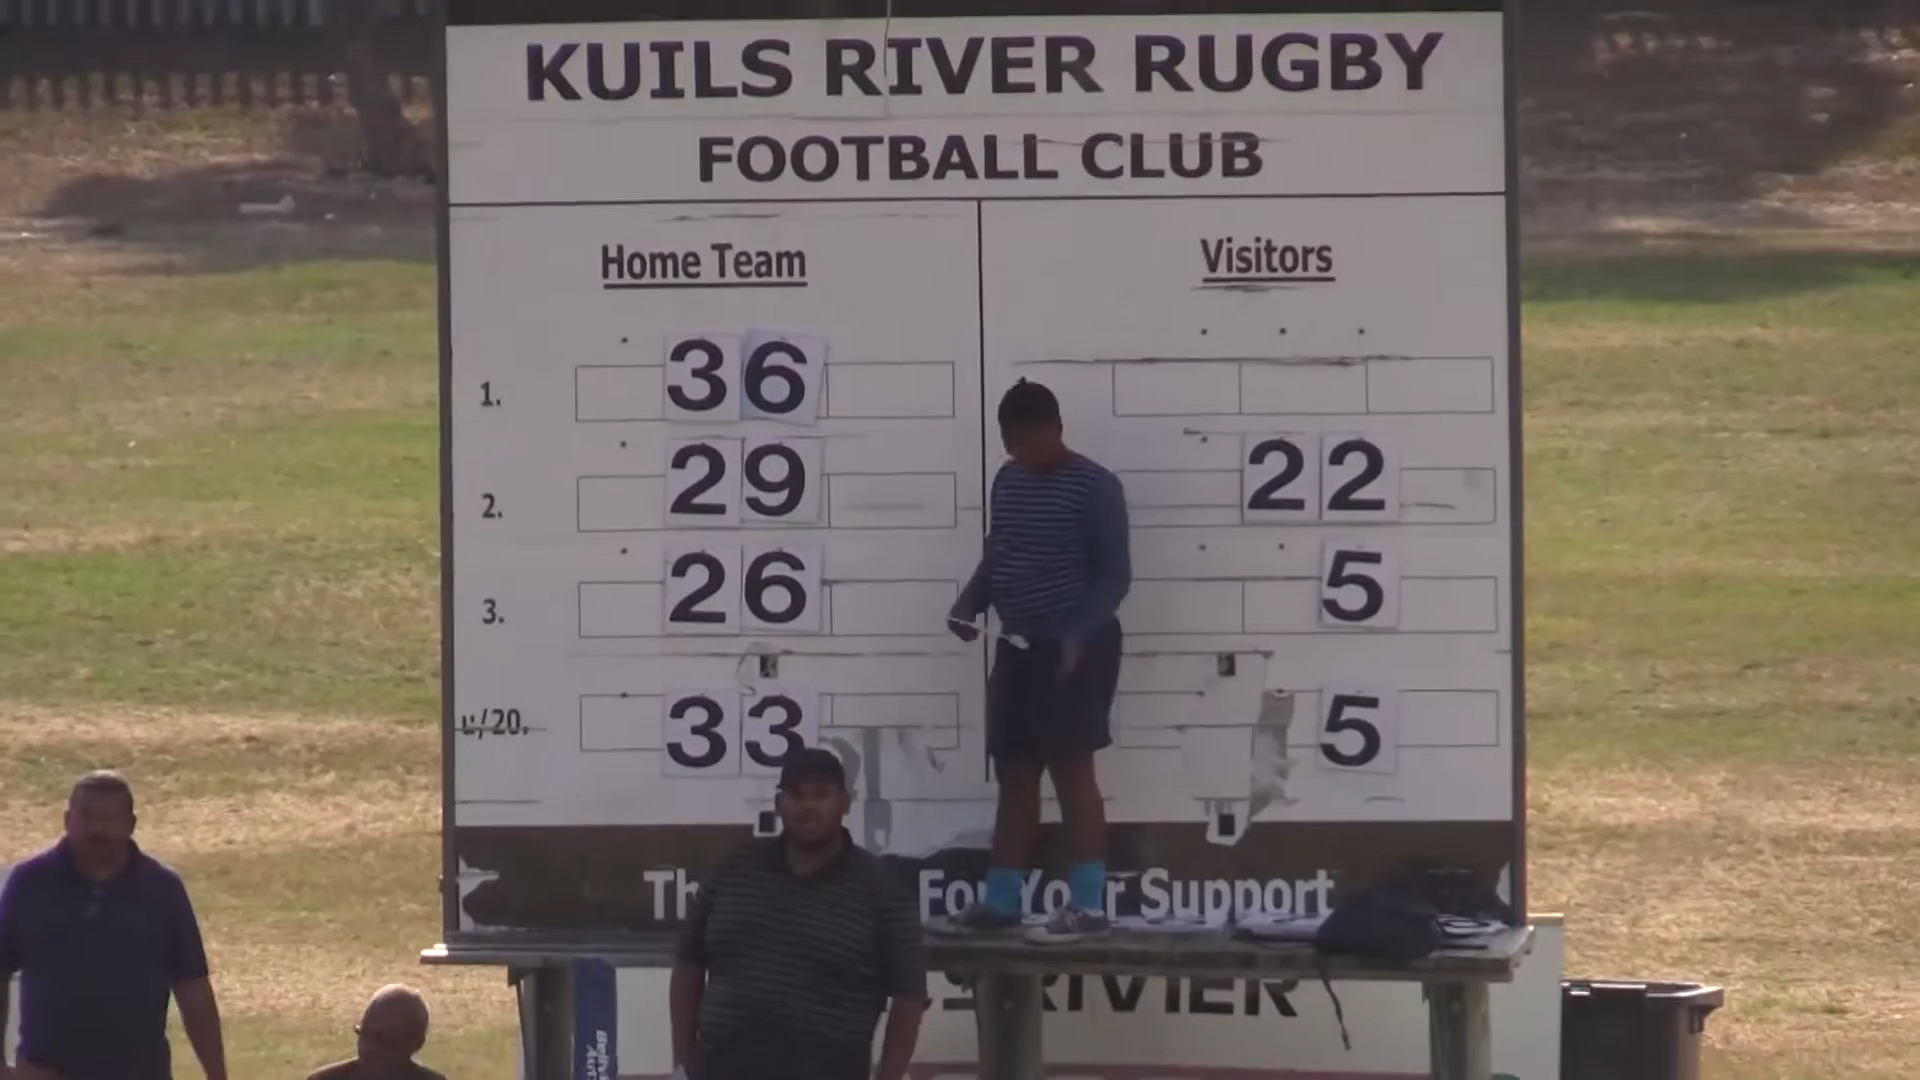 KUILS RIVER RUGBY
FOOTBALL CLUB
Home Team Visitors
1. 36
2. 29 22
3. 26 5
u/20. 33 5
For Your Support
RIVIER